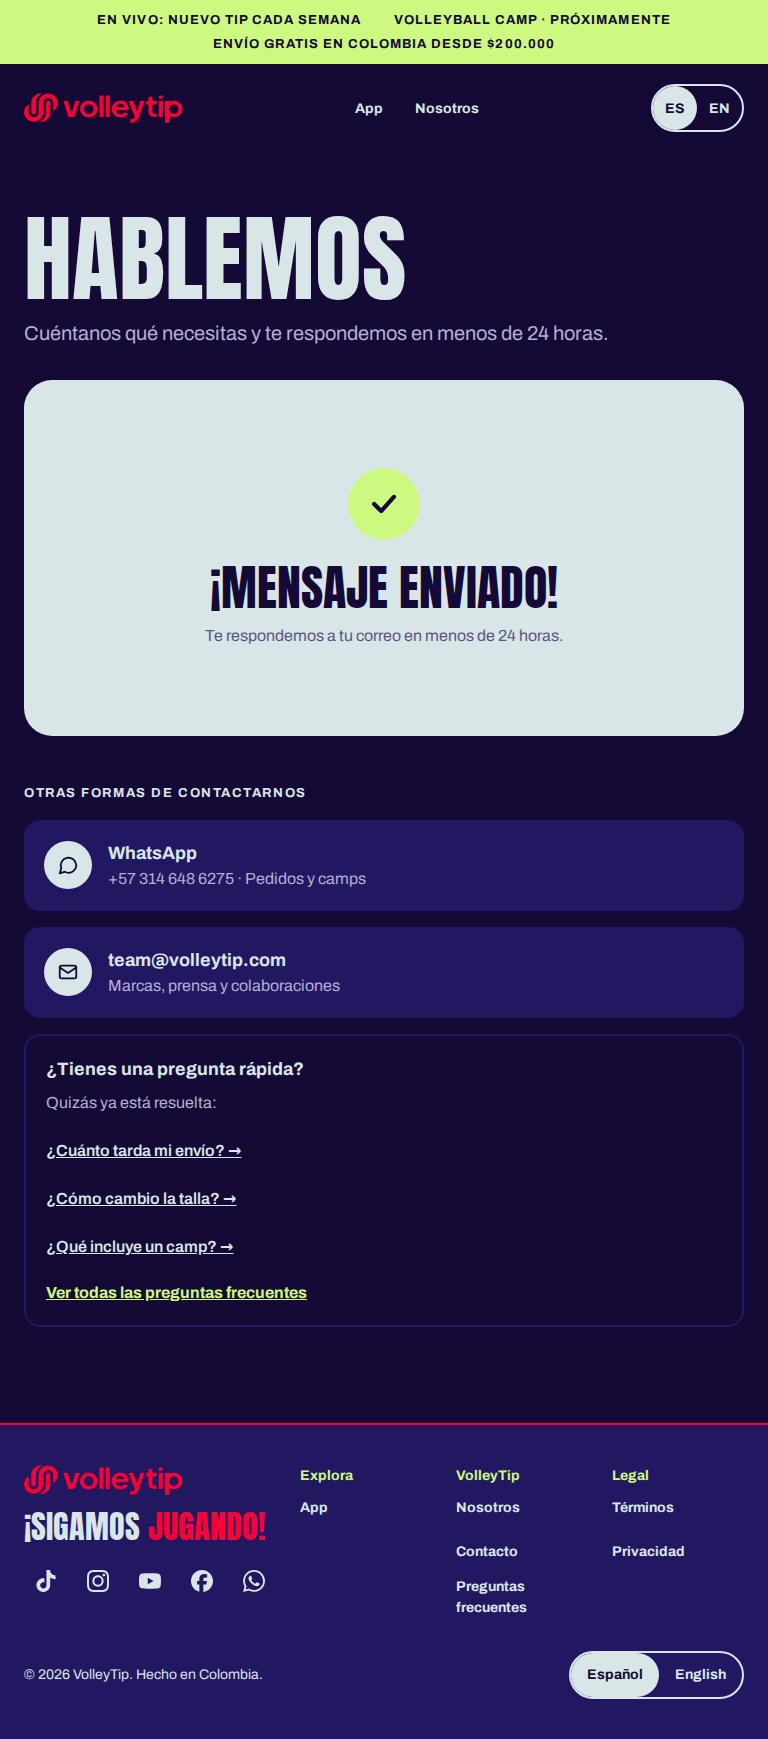 EN VIVO: NUEVO TIP CADA SEMANA
VOLLEYBALL CAMP · PRÓXIMAMENTE
ENVÍO GRATIS EN COLOMBIA DESDE $200.000
volleytip
App
Nosotros
ES
EN
HABLEMOS
Cuéntanos qué necesitas y te respondemos en menos de 24 horas.
¡MENSAJE ENVIADO!
Te respondemos a tu correo en menos de 24 horas.
OTRAS FORMAS DE CONTACTARNOS
WhatsApp
+57 314 648 6275 · Pedidos y camps
team@volleytip.com
Marcas, prensa y colaboraciones
¿Tienes una pregunta rápida?
Quizás ya está resuelta:
¿Cuánto tarda mi envío? →
¿Cómo cambio la talla? →
¿Qué incluye un camp? →
Ver todas las preguntas frecuentes
volleytip
¡SIGAMOS JUGANDO!
Explora
App
VolleyTip
Nosotros
Contacto
Preguntas
frecuentes
Legal
Términos
Privacidad
© 2026 VolleyTip. Hecho en Colombia.
Español
English